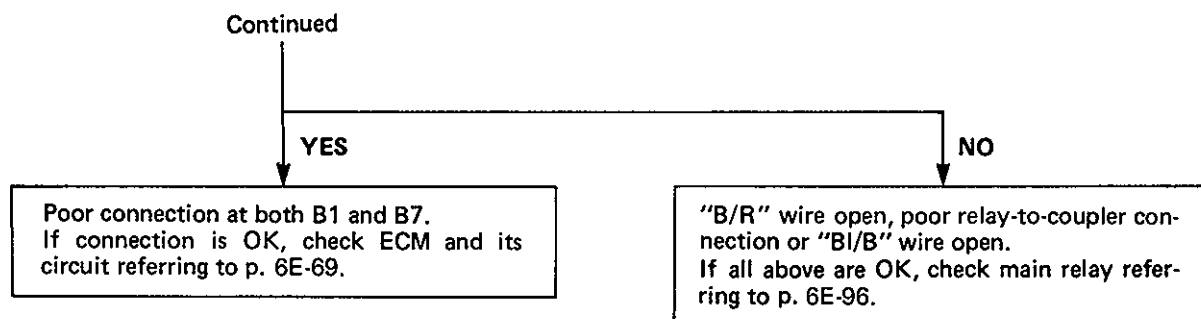 Continued
YES
NO
Poor connection at both B1 and B7.
If connection is OK, check ECM and its
circuit referring to p. 6E-69.
"B/R" wire open, poor relay-to-coupler con-
nection or "Bl/B" wire open.
If all above are OK, check main relay refer-
ring to p. 6E-96.